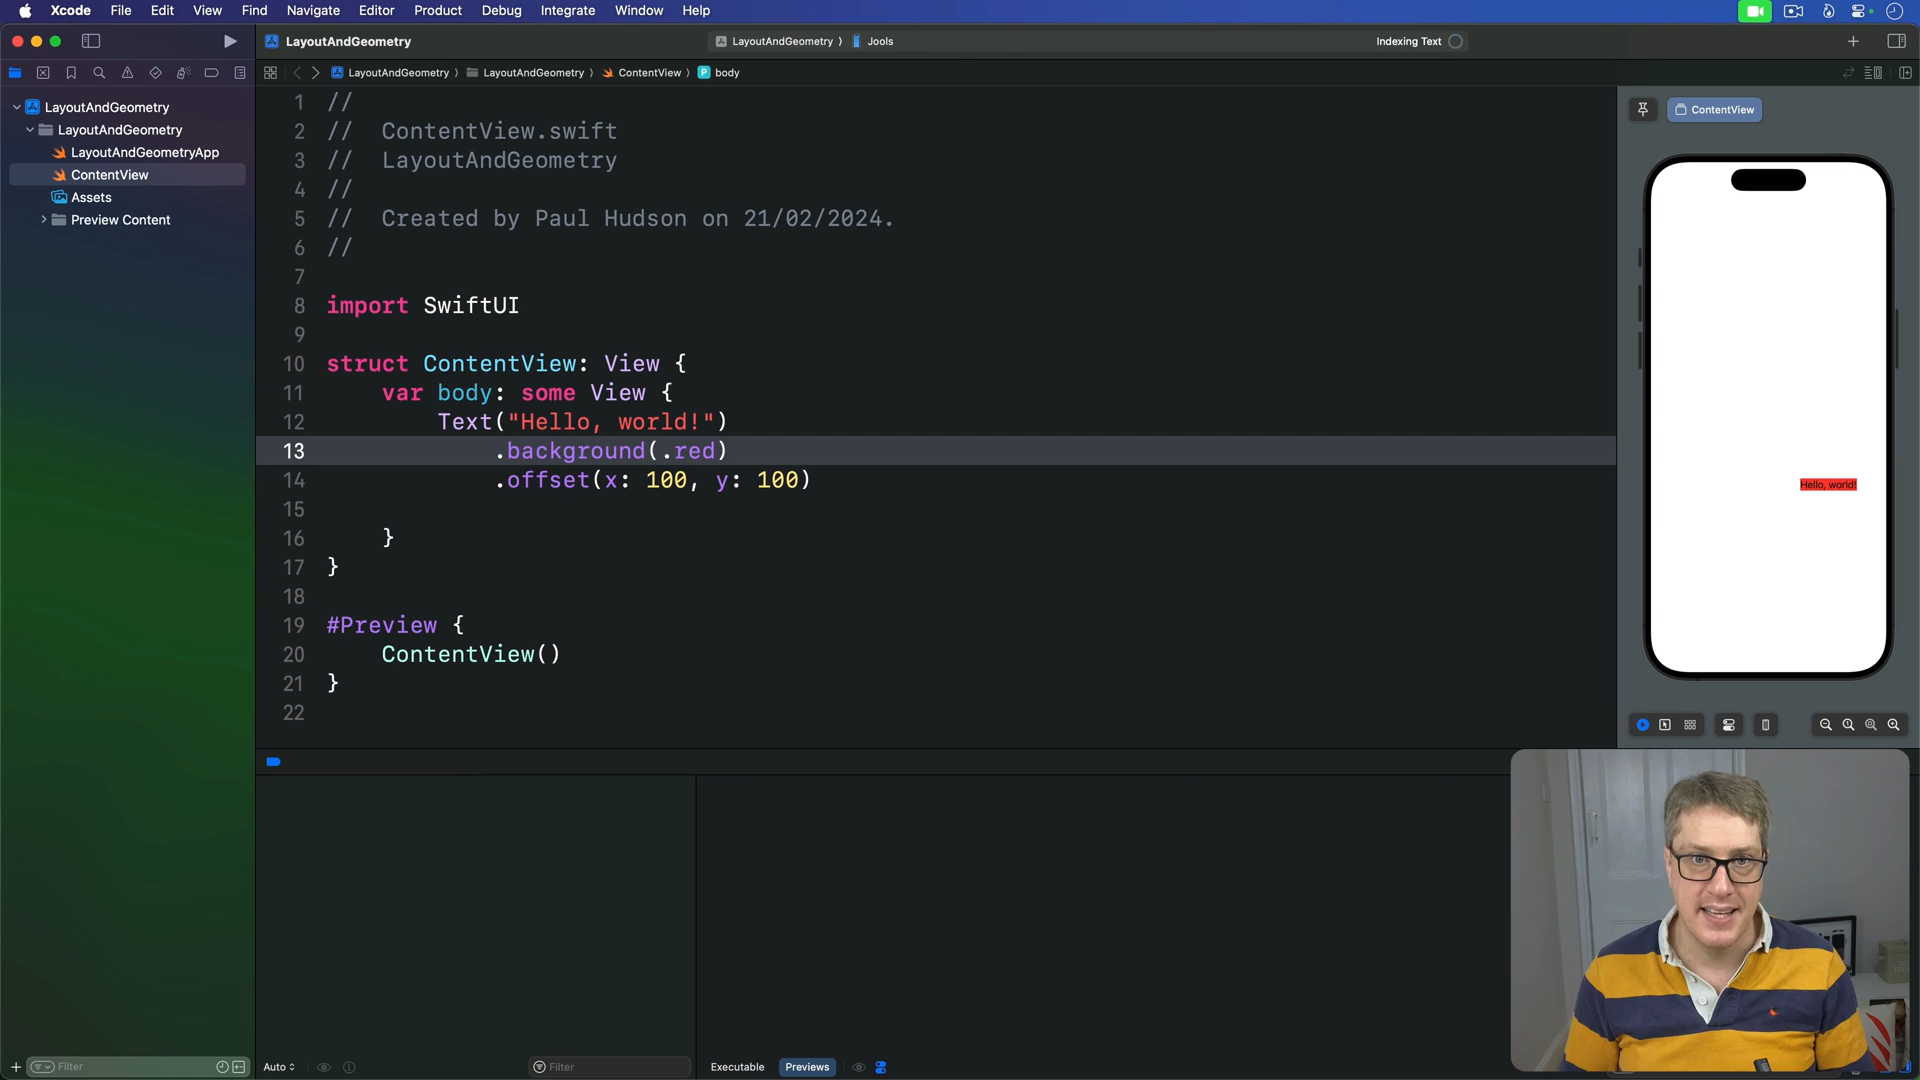 Xcode File Edit View Find Navigate Editor Product Debug Integrate Window Help
LayoutAndGeometry
LayoutAndGeometry 〉 Jools
Indexing Text
LayoutAndGeometry 〉 LayoutAndGeometry 〉 ContentView 〉 P body
LayoutAndGeometry
LayoutAndGeometry
LayoutAndGeometryApp
ContentView
Assets
Preview Content
1 //
2 // ContentView.swift
3 // LayoutAndGeometry
4 //
5 // Created by Paul Hudson on 21/02/2024.
6 //
7
8 import SwiftUI
9
10 struct ContentView: View {
11 var body: some View {
12 Text("Hello, world!")
13 .background(.red)
14 .offset(x: 100, y: 100)
15
16 }
17 }
18
19 #Preview {
20 ContentView()
21 }
22
ContentView
Hello, world!
Filter
Auto
Filter
Executable Previews